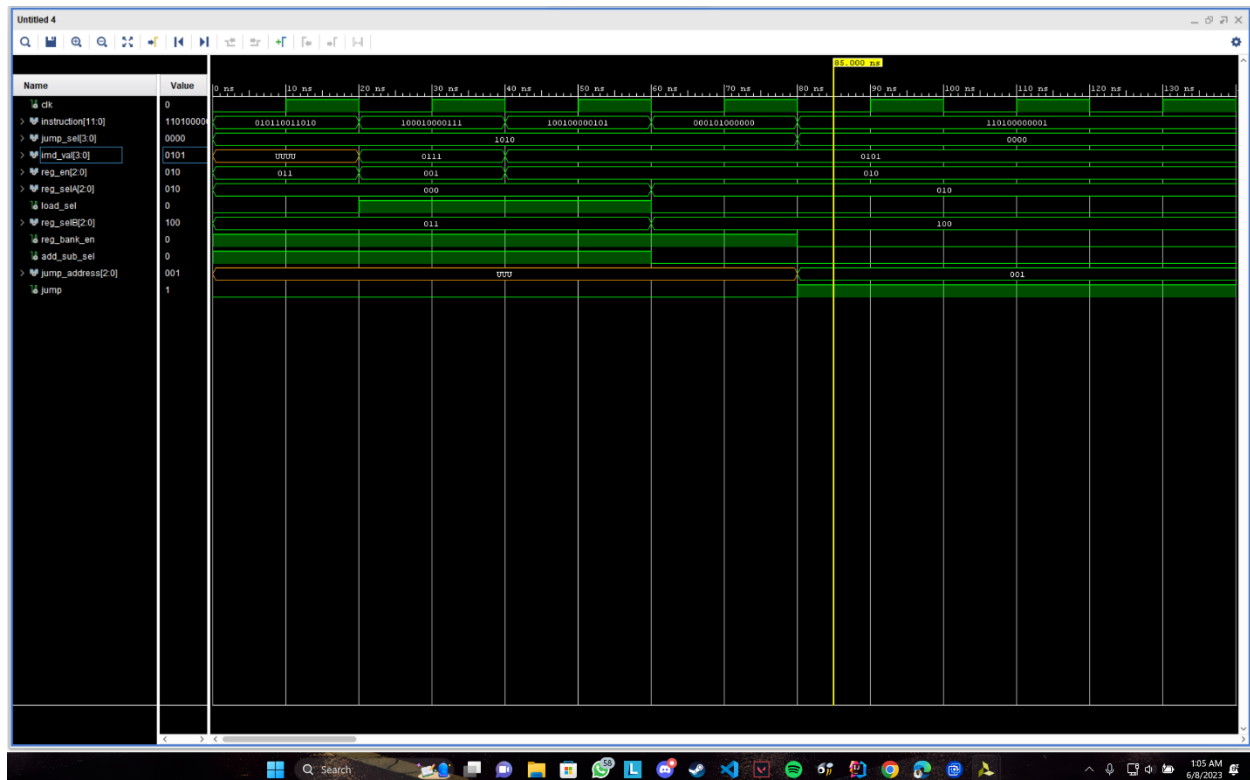 Untitled 4
85.000 ns
Name Value 0 ns 10 ns 20 ns 30 ns 40 ns 50 ns 60 ns 70 ns 80 ns 90 ns 100 ns 110 ns 120 ns 130 ns
clk 0
instruction[11:0] 110100000 010110011010 100010000111 100100000101 000101000000 110100000001
jump_sel[3:0] 0000 1010 0000
imd_val[3:0] 0101 UUUU 0111 0101
reg_en[2:0] 010 011 001 010
reg_selA[2:0] 010 000 010
load_sel 0
reg_selB[2:0] 100 011 100
reg_bank_en 0
add_sub_sel 0
jump_address[2:0] 001 UUU 001
jump 1
Search 58 1:05 AM
6/8/2023